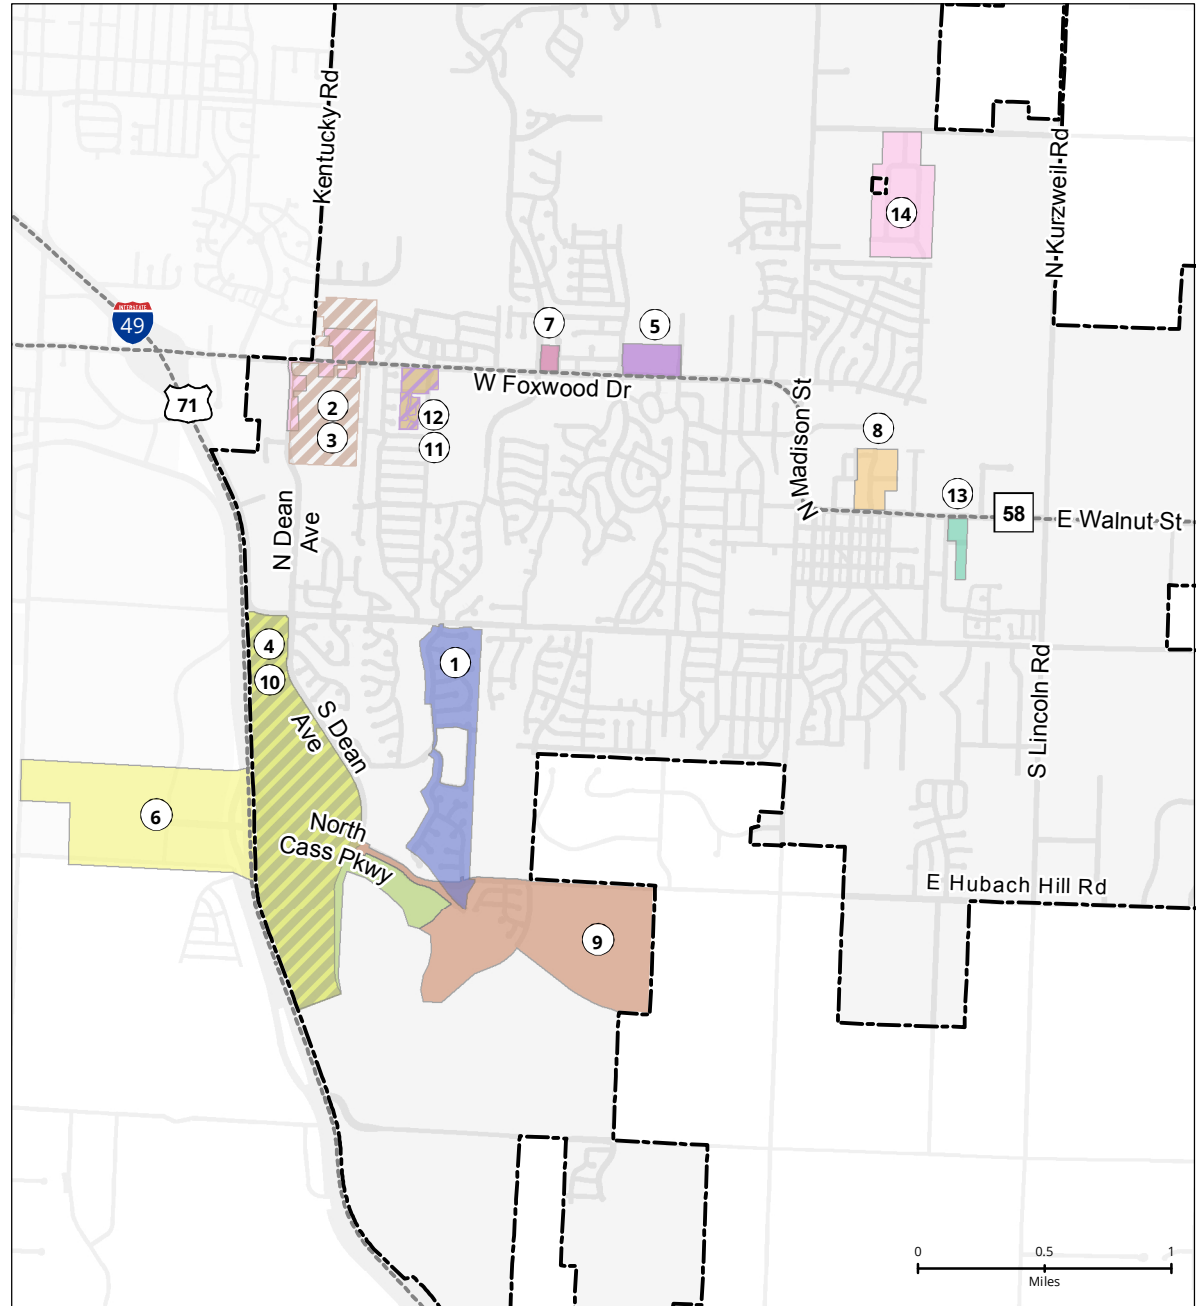 Kentucky Rd
N Kurzweil Rd
14
INTERSTATE
49
7
5
71
W Foxwood Dr
2
3
12
11
N Madison St
8
13
58
E Walnut St
N Dean
Ave
4
10
1
S Dean
Ave
S Lincoln Rd
6
North
Cass Pkwy
E Hubach Hill Rd
9
0
0.5
1
Miles